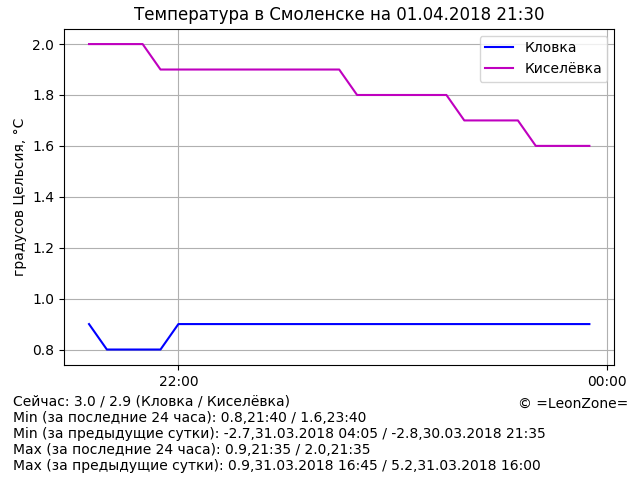 Температура в Смоленске на 01.04.2018 21:30
Кловка
Киселёвка
градусов Цельсия, °C
2.0
1.8
1.6
1.4
1.2
1.0
0.8
22:00
00:00
Сейчас: 3.0 / 2.9 (Кловка / Киселёвка)
© =LeonZone=
Min (за последние 24 часа): 0.8,21:40 / 1.6,23:40
Min (за предыдущие сутки): -2.7,31.03.2018 04:05 / -2.8,30.03.2018 21:35
Max (за последние 24 часа): 0.9,21:35 / 2.0,21:35
Max (за предыдущие сутки): 0.9,31.03.2018 16:45 / 5.2,31.03.2018 16:00